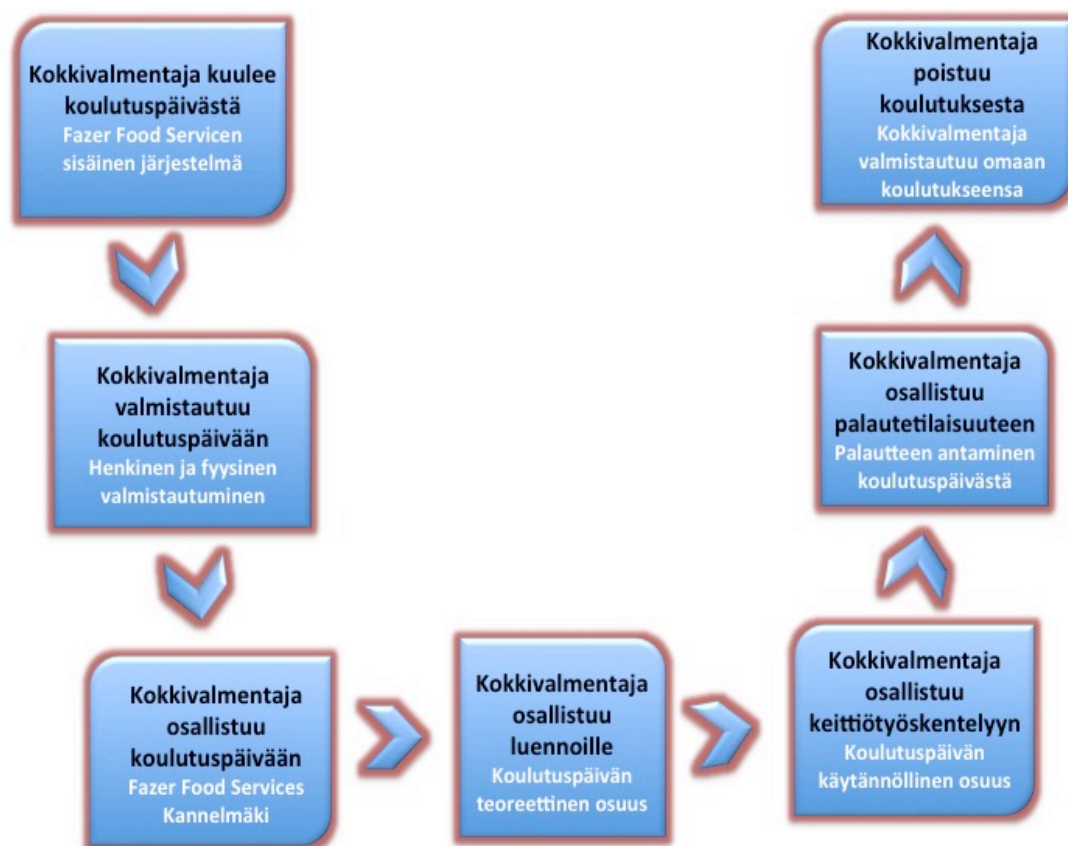 Kokkivalmentaja kuulee
koulutuspäivästä
Fazer Food Servicen
sisäinen järjestelmä
Kokkivalmentaja
valmistautuu
koulutuspäivään
Henkinen ja fyysinen
valmistautuminen
Kokkivalmentaja
osallistuu
koulutuspäivään
Fazer Food Services
Kannelmäki
Kokkivalmentaja
osallistuu
luennoille
Koulutuspäivän
teoreettinen osuus
Kokkivalmentaja
osallistuu
keittiötyöskentelyyn
Koulutuspäivän
käytännöllinen osuus
Kokkivalmentaja
osallistuu
palautetilaisuuteen
Palautteen antaminen
koulutuspäivästä
Kokkivalmentaja
poistuu
koulutuksesta
Kokkivalmentaja
valmistautuu omaan
koulutukseensa